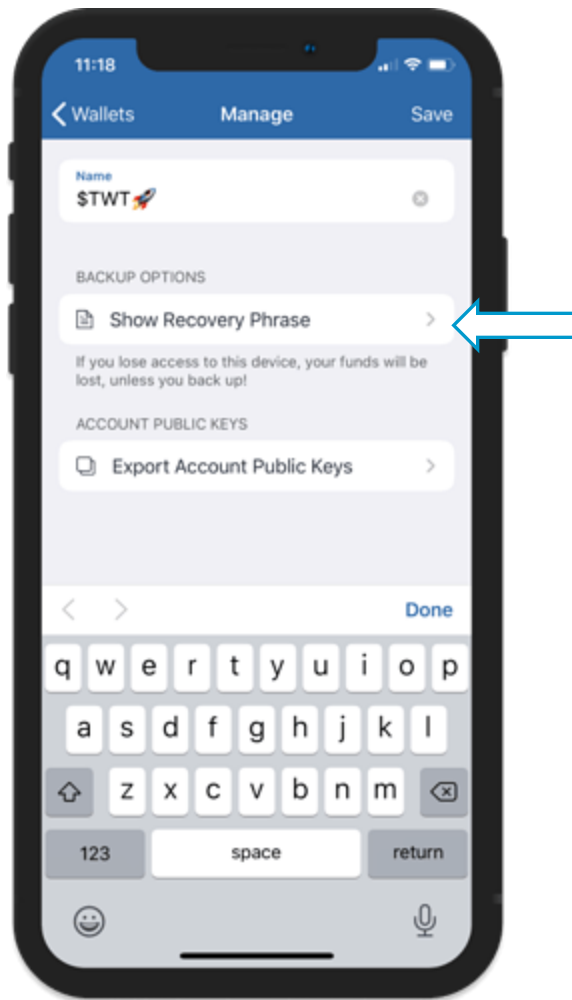 11:18
Wallets Manage Save
Name
$TWT🚀
BACKUP OPTIONS
Show Recovery Phrase
If you lose access to this device, your funds will be
lost, unless you back up!
ACCOUNT PUBLIC KEYS
Export Account Public Keys
Done
q w e r t y u i o p
a s d f g h j k l
z x c v b n m
123 space return